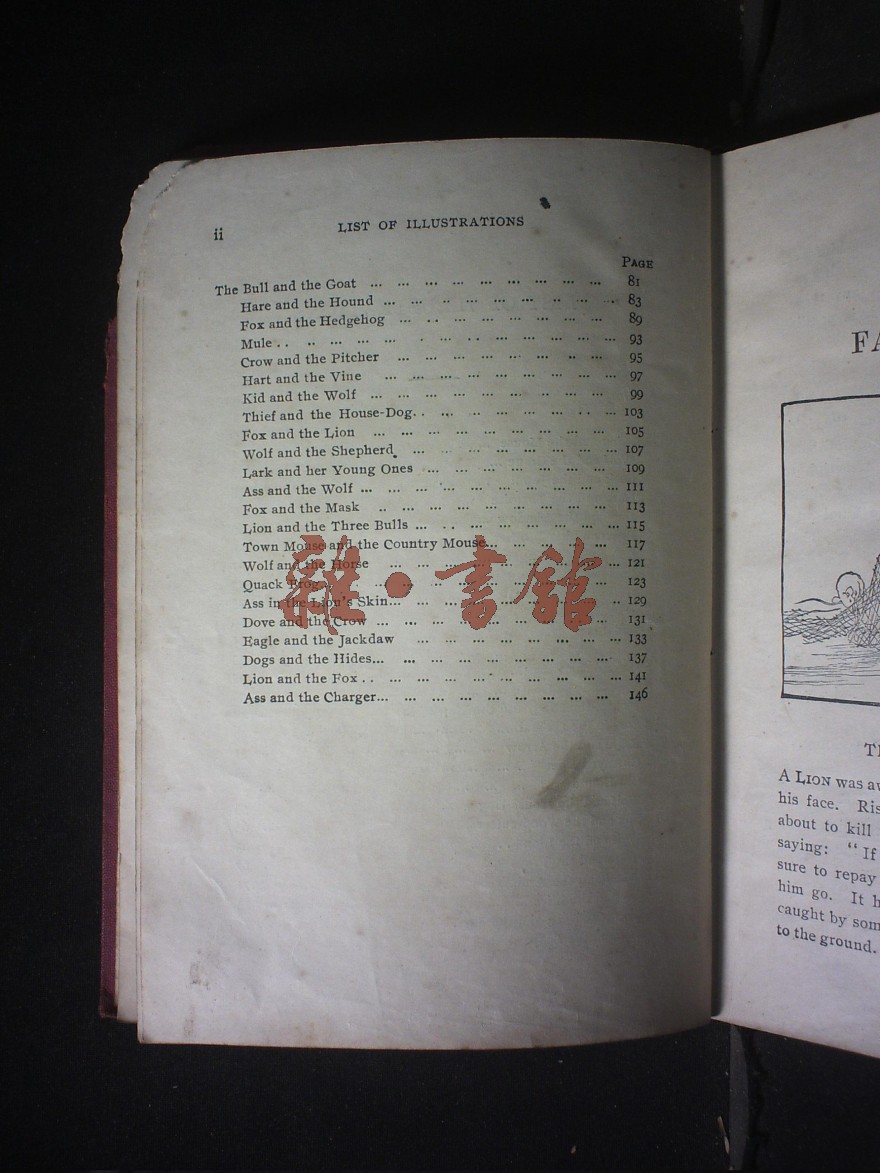 ii
LIST OF ILLUSTRATIONS
PAGE
The Bull and the Goat ... ... ... ... ... ... ... ... ... 81
Hare and the Hound ... ... ... ... ... ... ... ... ... 83
Fox and the Hedgehog ... ... ... ... ... ... ... ... 89
Mule ... ... ... ... ... ... ... ... ... ... ... ... 93
Crow and the Pitcher ... ... ... ... ... ... ... ... 95
Hart and the Vine ... ... ... ... ... ... ... ... ... 97
Kid and the Wolf ... ... ... ... ... ... ... ... ... 99
Thief and the House-Dog ... ... ... ... ... ... ... ... 103
Fox and the Lion ... ... ... ... ... ... ... ... ... 105
Wolf and the Shepherd ... ... ... ... ... ... ... ... 107
Lark and her Young Ones ... ... ... ... ... ... ... 109
Ass and the Wolf ... ... ... ... ... ... ... ... ... ... 111
Fox and the Mask ... ... ... ... ... ... ... ... ... 113
Lion and the Three Bulls ... ... ... ... ... ... ... ... 115
Town Mouse and the Country Mouse ... ... ... ... ... 117
Wolf and the Horse ... ... ... ... ... ... ... ... ... 121
Quack Frog ... ... ... ... ... ... ... ... ... ... ... 123
Ass in the Lion's Skin ... ... ... ... ... ... ... ... ... 129
Dove and the Crow ... ... ... ... ... ... ... ... ... 131
Eagle and the Jackdaw ... ... ... ... ... ... ... ... 133
Dogs and the Hides ... ... ... ... ... ... ... ... ... 137
Lion and the Fox ... ... ... ... ... ... ... ... ... ... 141
Ass and the Charger ... ... ... ... ... ... ... ... ... 146
雜·書館
FA
A LION was
his face. Ris
about to kill
saying: "If
sure to repay
him go. It h
caught by som
to the ground.